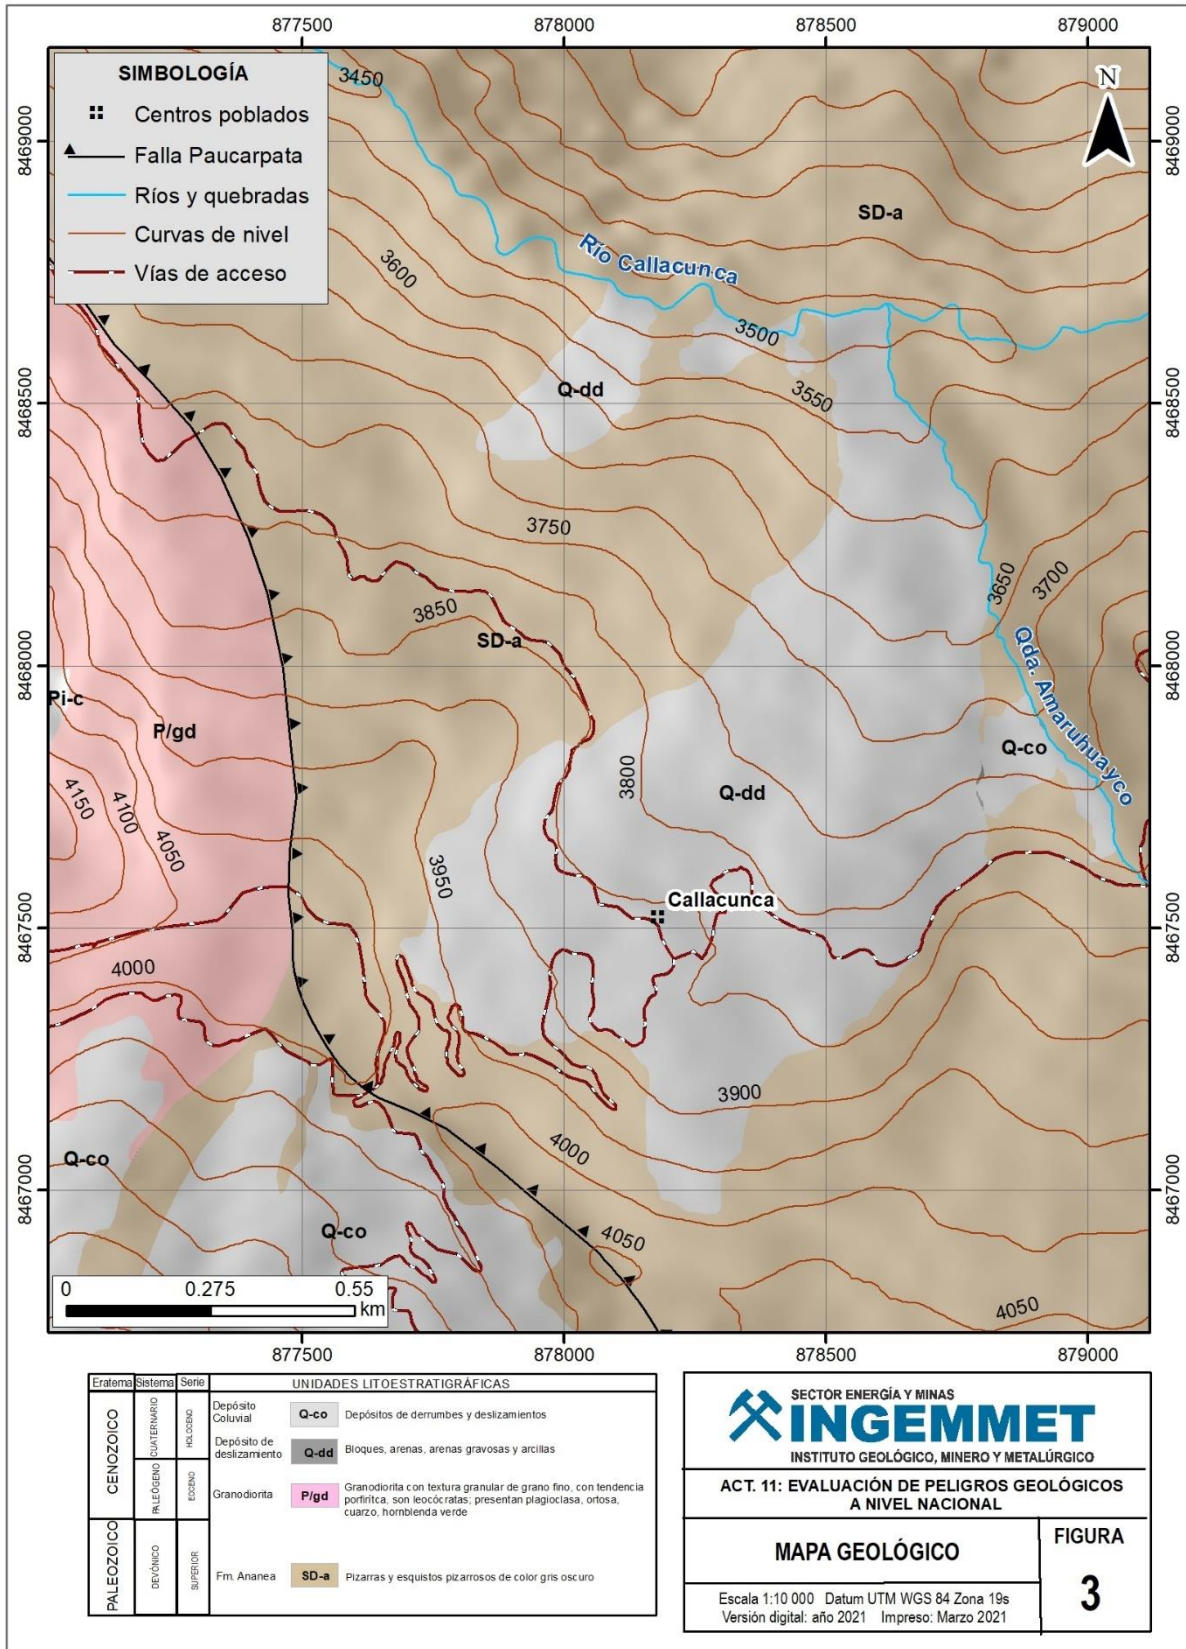 877500 878000 878500 879000
SIMBOLOGÍA
Centros poblados
Falla Paucarpata
Ríos y quebradas
Curvas de nivel
Vías de acceso
N
3450
8469000 8469000
SD-a
Río Callacunca
3600
3500
Q-dd
3550
8468500 8468500
3750
3650
3700
3850
SD-a
8468000 8468000
Qda. Amaruhuayco
Pi-c
P/gd
Q-co
3800
Q-dd
4150
4100
4050
3950
Callacunca
8467500 8467500
4000
3900
4000
Q-co
8467000 8467000
Q-co
4050
4050
0 0.275 0.55
km
877500 878000 878500 879000
Eratema Sistema Serie UNIDADES LITOESTRATIGRÁFICAS
CENOZOICO
CUATERNARIO
HOLOCENO
Depósito
Coluvial
Q-co
Depósitos de derrumbes y deslizamientos
Depósito de
deslizamiento
Q-dd
Bloques, arenas, arenas gravosas y arcillas
PALEÓGENO
EOCENO
Granodiorita
P/gd
Granodiorita con textura granular de grano fino, con tendencia
porfirítca, son leocócratas; presentan plagioclasa, ortosa,
cuarzo, hornblenda verde
PALEOZOICO
DEVÓNICO
SUPERIOR
Fm. Ananea
SD-a
Pizarras y esquistos pizarrosos de color gris oscuro
SECTOR ENERGÍA Y MINAS
INGEMMET
INSTITUTO GEOLÓGICO, MINERO Y METALÚRGICO
ACT. 11: EVALUACIÓN DE PELIGROS GEOLÓGICOS
A NIVEL NACIONAL
MAPA GEOLÓGICO
FIGURA
3
Escala 1:10 000 Datum UTM WGS 84 Zona 19s
Versión digital: año 2021 Impreso: Marzo 2021